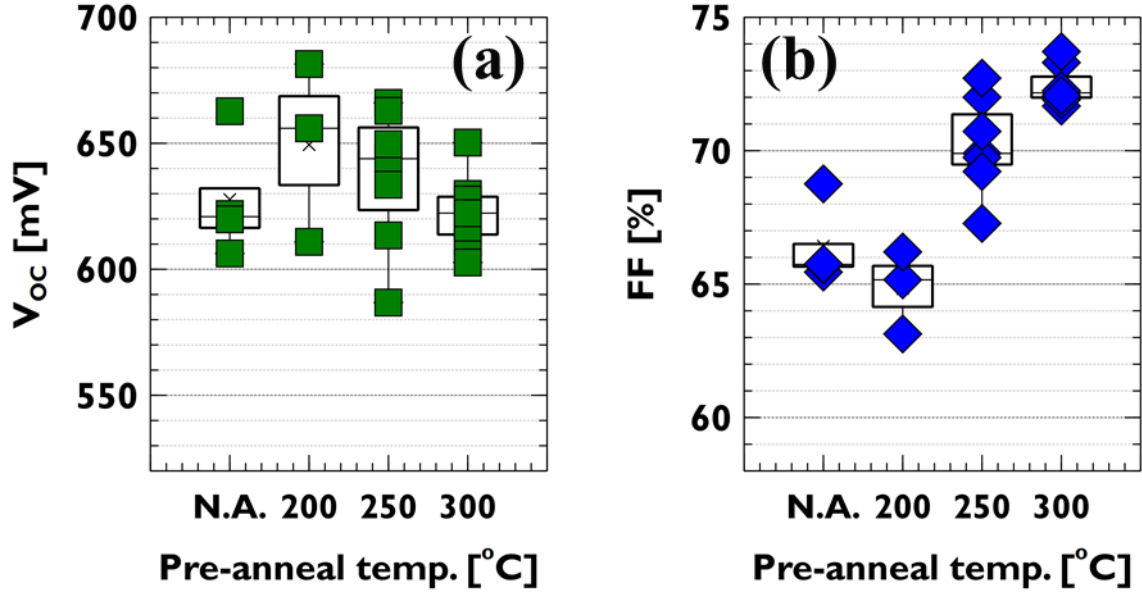 700
650
600
550
V_OC [mV]
(a)
N.A. 200 250 300
Pre-anneal temp. [°C]
75
70
65
60
FF [%]
(b)
N.A. 200 250 300
Pre-anneal temp. [°C]